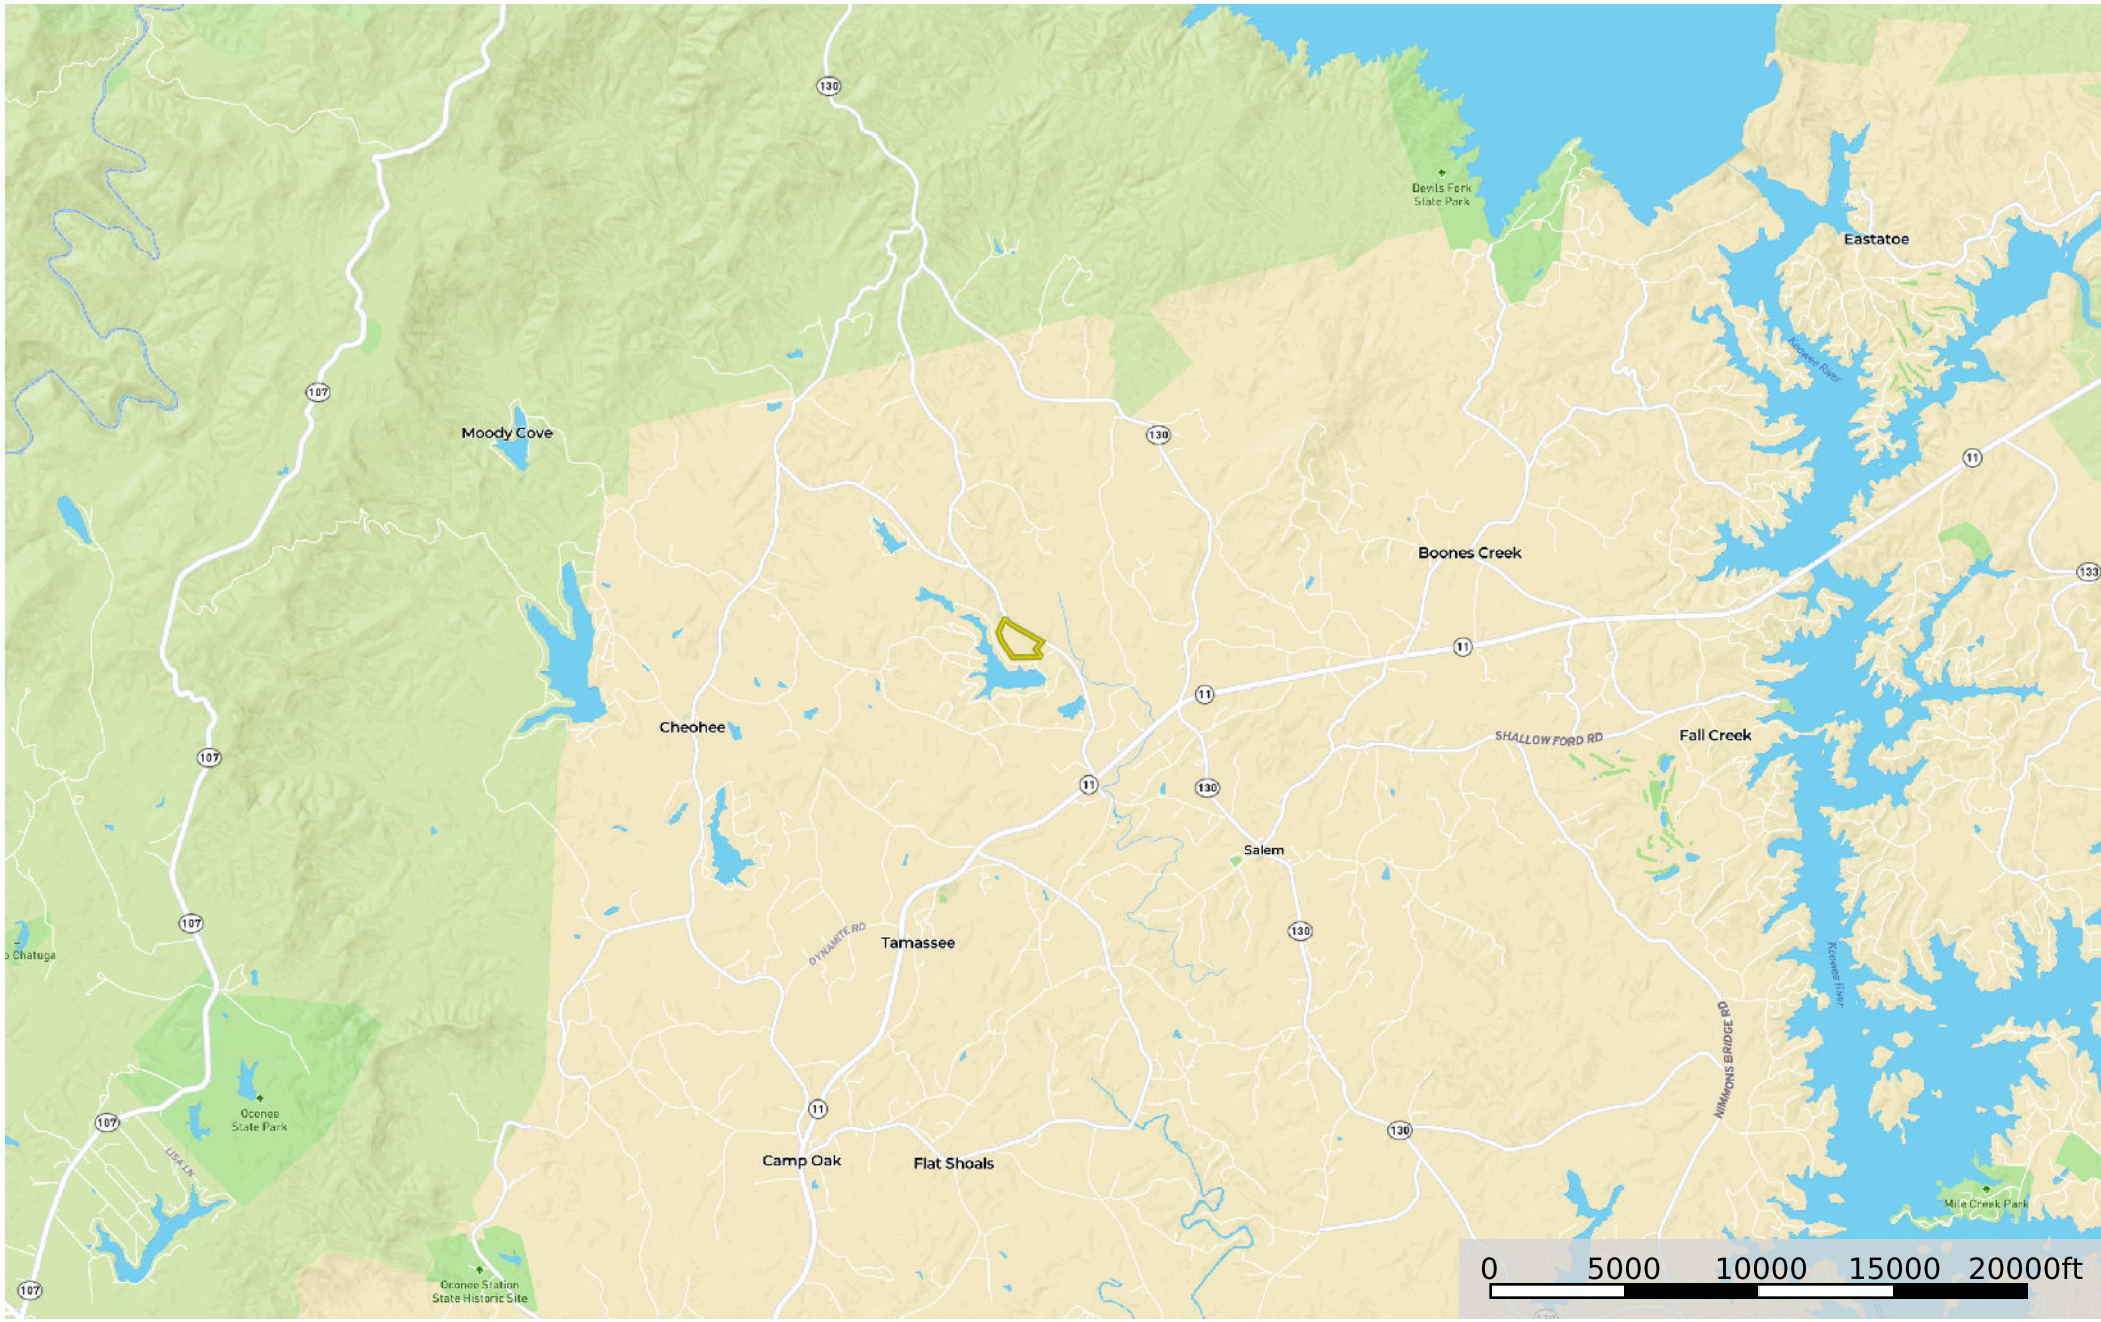 130
Devils Fork
State Park
Eastatoe
Keowee River
107
Moody Cove
130
11
Boones Creek
133
11
11
Cheohee
SHALLOW FORD RD
Fall Creek
107
11
130
Salem
107
DYNAMITE RD
Tamassee
130
o Chatuga
Keowee River
NIMMONS BRIDGE RD
Oconee
State Park
107
11
130
LISA LN
Camp Oak
Flat Shoals
Mile Creek Park
107
Oconee Station
State Historic Site
0 5000 10000 15000 20000ft
130